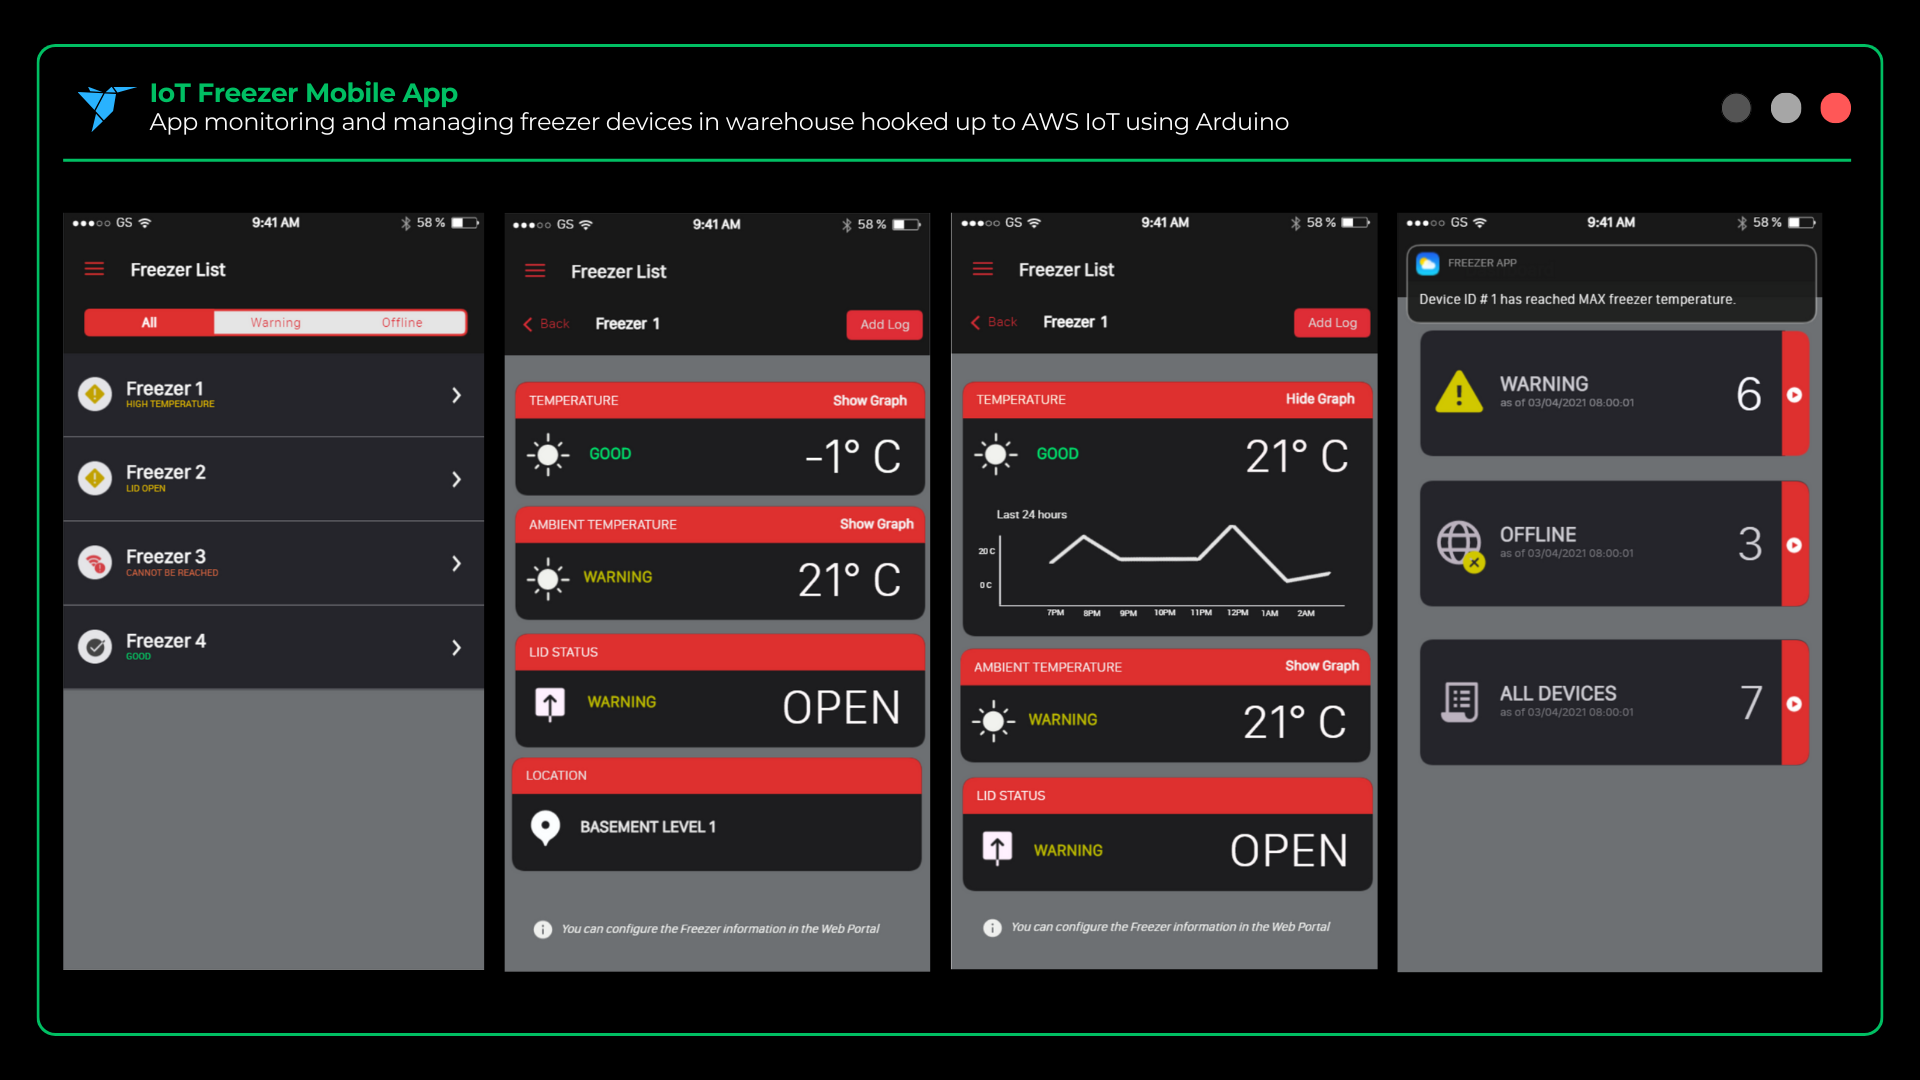 IoT Freezer Mobile App
App monitoring and managing freezer devices in warehouse hooked up to AWS IoT using Arduino
GS 9:41 AM 58 %
Freezer List
All Warning Offline
Freezer 1
HIGH TEMPERATURE
Freezer 2
LID OPEN
Freezer 3
CANNOT BE REACHED
Freezer 4
GOOD
GS 9:41 AM 58 %
Freezer List
Back Freezer 1 Add Log
TEMPERATURE Show Graph
GOOD -1° C
AMBIENT TEMPERATURE Show Graph
WARNING 21° C
LID STATUS
WARNING OPEN
LOCATION
BASEMENT LEVEL 1
You can configure the Freezer information in the Web Portal
GS 9:41 AM 58 %
Freezer List
Back Freezer 1 Add Log
TEMPERATURE Hide Graph
GOOD 21° C
Last 24 hours
20 C
0 C
7PM 8PM 9PM 10PM 11PM 12PM 1AM 2AM
AMBIENT TEMPERATURE Show Graph
WARNING 21° C
LID STATUS
WARNING OPEN
You can configure the Freezer information in the Web Portal
GS 9:41 AM 58 %
FREEZER APP
Device ID # 1 has reached MAX freezer temperature.
WARNING 6
as of 03/04/2021 08:00:01
OFFLINE 3
as of 03/04/2021 08:00:01
ALL DEVICES 7
as of 03/04/2021 08:00:01